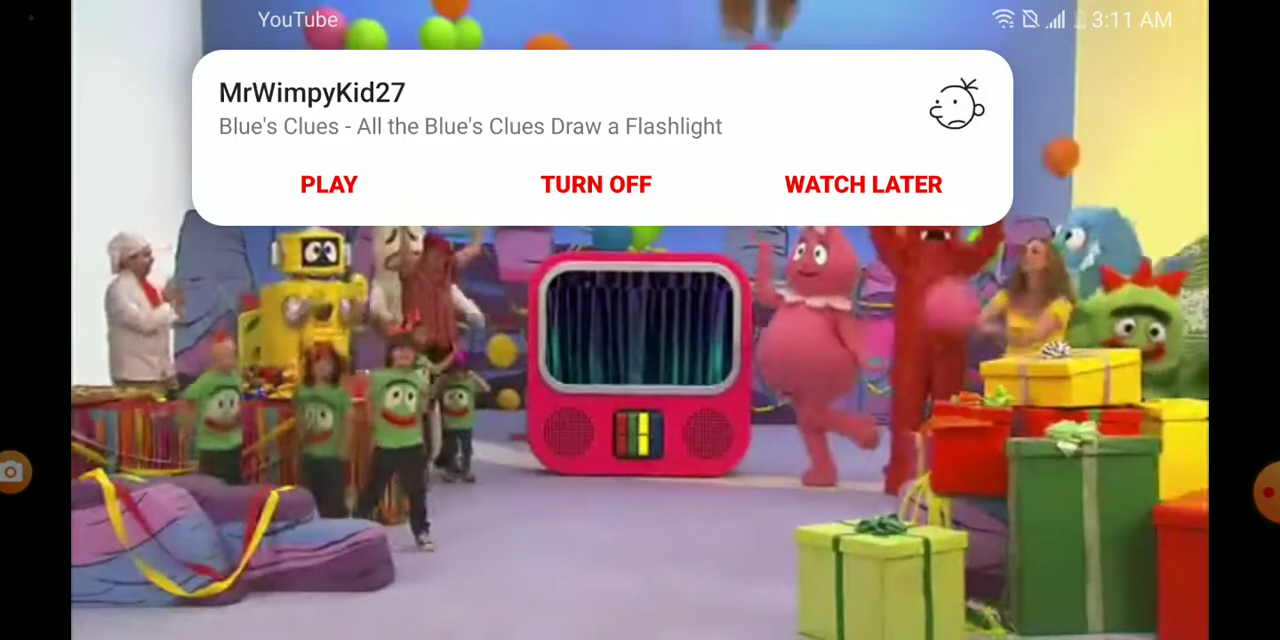 YouTube
3:11 AM
MrWimpyKid27
Blue's Clues - All the Blue's Clues Draw a Flashlight
PLAY
TURN OFF
WATCH LATER